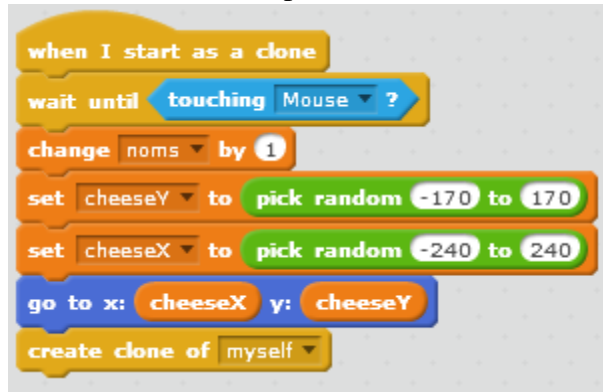 when I start as a clone
wait until touching Mouse ?
change noms by 1
set cheeseY to pick random -170 to 170
set cheeseX to pick random -240 to 240
go to x: cheeseX y: cheeseY
create clone of myself